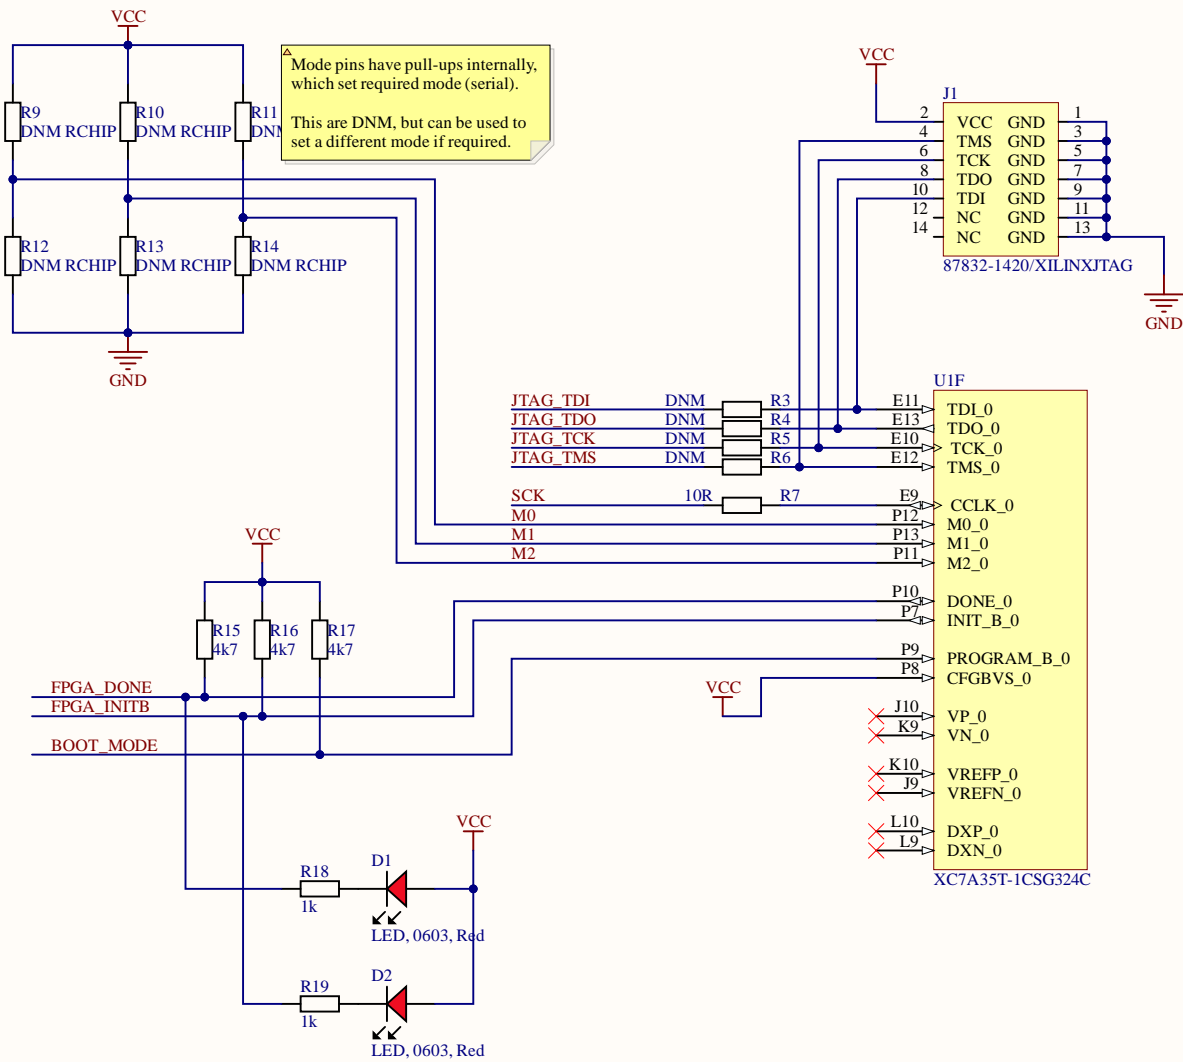 VCC
Mode pins have pull-ups internally,
which set required mode (serial).
This are DNM, but can be used to
set a different mode if required.
R9
DNM RCHIP
R10
DNM RCHIP
R11
R12
DNM RCHIP
R13
DNM RCHIP
R14
DNM RCHIP
GND
VCC
J1
2 VCC GND 1
4 TMS GND 3
6 TCK GND 5
8 TDO GND 7
10 TDI GND 9
12 NC GND 11
14 NC GND 13
87832-1420/XILINXJTAG
GND
U1F
JTAG_TDI DNM R3 E11 TDI_0
JTAG_TDO DNM R4 E13 TDO_0
JTAG_TCK DNM R5 E10 TCK_0
JTAG_TMS DNM R6 E12 TMS_0
SCK 10R R7 E9 CCLK_0
M0 P12 M0_0
M1 P13 M1_0
M2 P11 M2_0
P10 DONE_0
P7 INIT_B_0
P9 PROGRAM_B_0
P8 CFGBVS_0
VCC
J10 VP_0
K9 VN_0
K10 VREFP_0
J9 VREFN_0
L10 DXP_0
L9 DXN_0
XC7A35T-1CSG324C
VCC
R15
4k7
R16
4k7
R17
4k7
FPGA_DONE
FPGA_INITB
BOOT_MODE
VCC
R18
1k
D1
LED, 0603, Red
R19
1k
D2
LED, 0603, Red